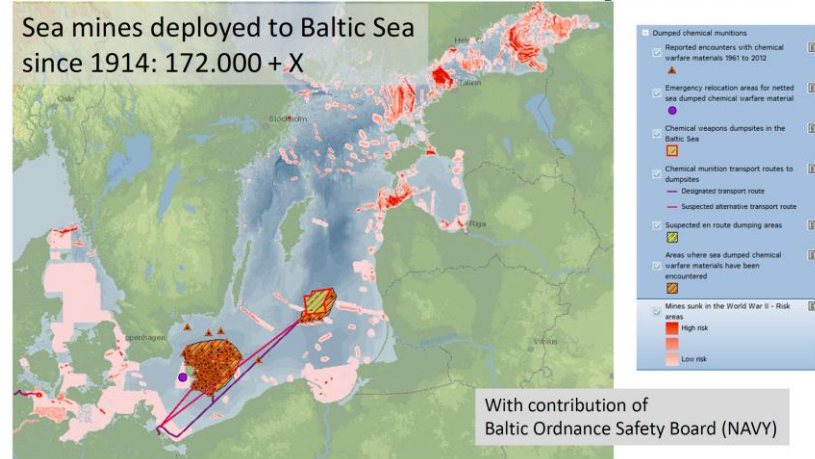 Sea mines deployed to Baltic Sea
since 1914: 172.000 + X
Oslo
Stockholm
Tallinn
Riga
openhagen
Vilnius
Dumped chemical munitions
Reported encounters with chemical
warfare materials 1961 to 2012
Emergency relocation areas for netted
sea dumped chemical warfare material
Chemical weapons dumpsites in the
Baltic Sea
Chemical munition transport routes to
dumpsites
Designated transport route
Suspected alternative transport route
Suspected en route dumping areas
Areas where sea dumped chemical
warfare materials have been
encountered
Mines sunk in the World War II - Risk
areas
High risk
Low risk
With contribution of
Baltic Ordnance Safety Board (NAVY)